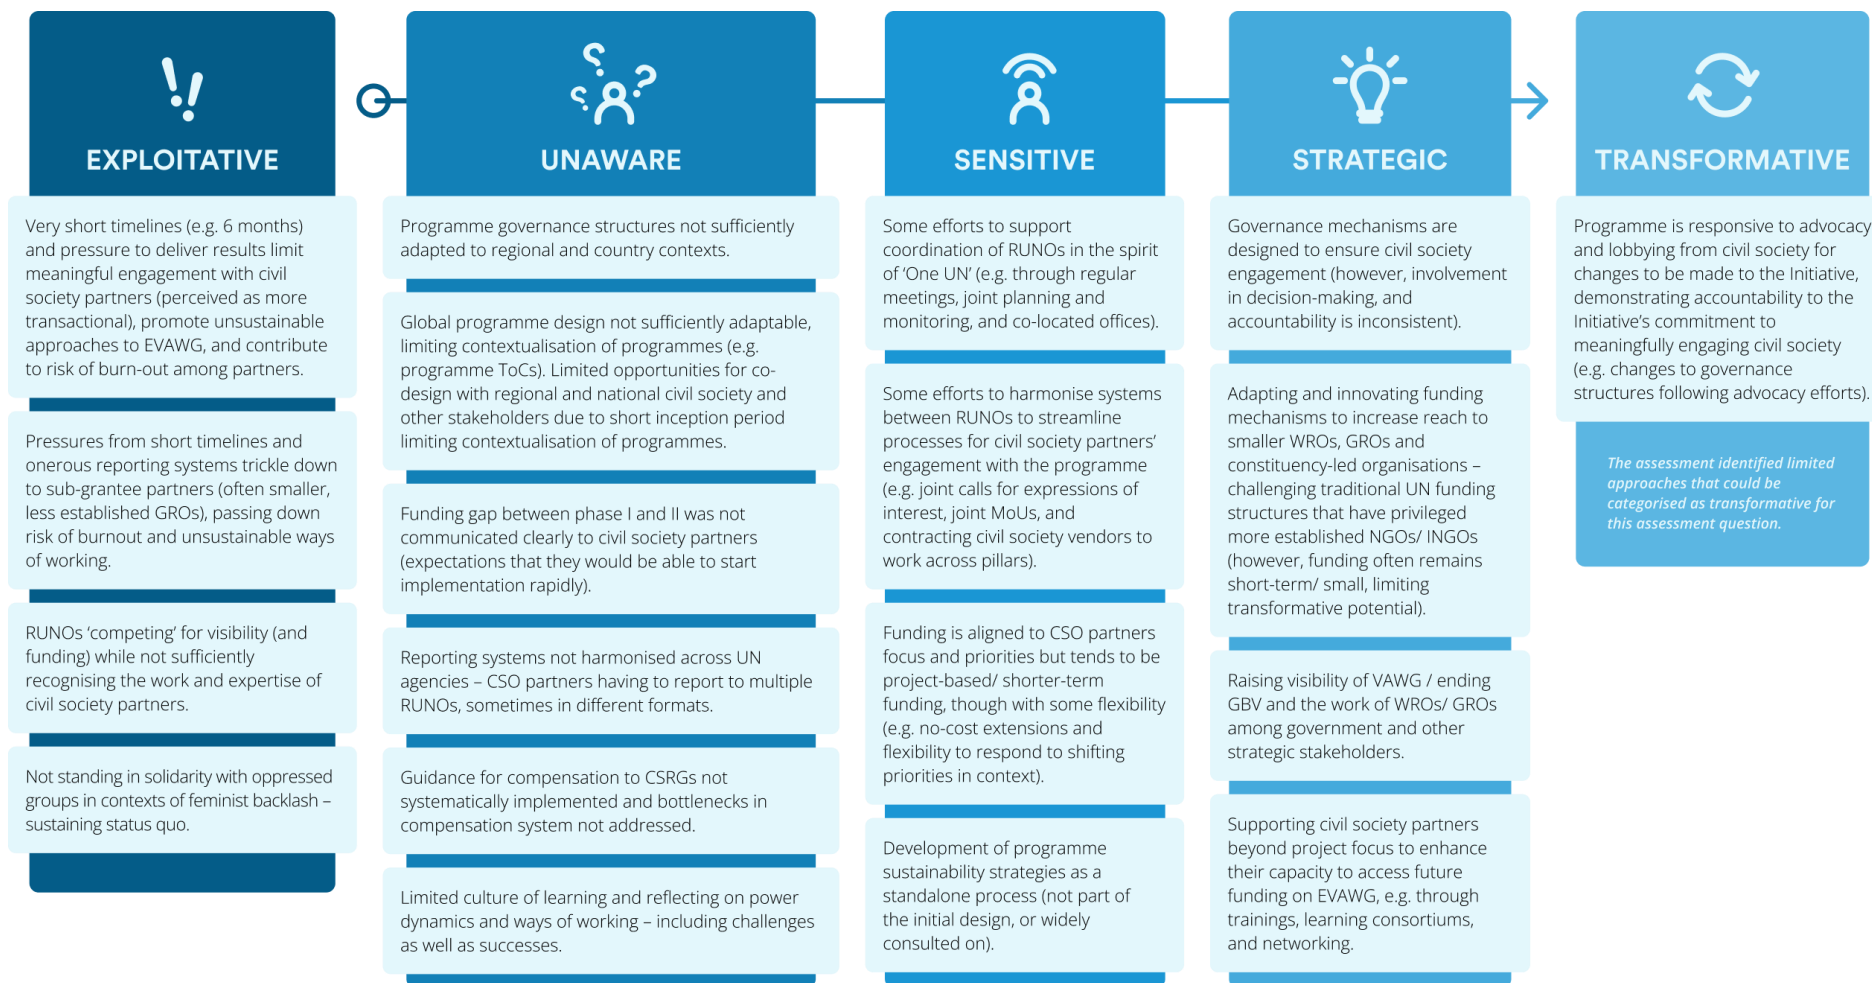 EXPLOITATIVE
Very short timelines (e.g. 6 months)
and pressure to deliver results limit
meaningful engagement with civil
society partners (perceived as more
transactional), promote unsustainable
approaches to EVAWG, and contribute
to risk of burn-out among partners.
Pressures from short timelines and
onerous reporting systems trickle down
to sub-grantee partners (often smaller,
less established GROs), passing down
risk of burnout and unsustainable ways
of working.
RUNOs ‘competing’ for visibility (and
funding) while not sufficiently
recognising the work and expertise of
civil society partners.
Not standing in solidarity with oppressed
groups in contexts of feminist backlash –
sustaining status quo.
UNAWARE
Programme governance structures not sufficiently
adapted to regional and country contexts.
Global programme design not sufficiently adaptable,
limiting contextualisation of programmes (e.g.
programme ToCs). Limited opportunities for co-
design with regional and national civil society and
other stakeholders due to short inception period
limiting contextualisation of programmes.
Funding gap between phase I and II was not
communicated clearly to civil society partners
(expectations that they would be able to start
implementation rapidly).
Reporting systems not harmonised across UN
agencies – CSO partners having to report to multiple
RUNOs, sometimes in different formats.
Guidance for compensation to CSRGs not
systematically implemented and bottlenecks in
compensation system not addressed.
Limited culture of learning and reflecting on power
dynamics and ways of working – including challenges
as well as successes.
SENSITIVE
Some efforts to support
coordination of RUNOs in the spirit
of ‘One UN’ (e.g. through regular
meetings, joint planning and
monitoring, and co-located offices).
Some efforts to harmonise systems
between RUNOs to streamline
processes for civil society partners’
engagement with the programme
(e.g. joint calls for expressions of
interest, joint MoUs, and
contracting civil society vendors to
work across pillars).
Funding is aligned to CSO partners
focus and priorities but tends to be
project-based/ shorter-term
funding, though with some flexibility
(e.g. no-cost extensions and
flexibility to respond to shifting
priorities in context).
Development of programme
sustainability strategies as a
standalone process (not part of
the initial design, or widely
consulted on).
STRATEGIC
Governance mechanisms are
designed to ensure civil society
engagement (however, involvement
in decision-making, and
accountability is inconsistent).
Adapting and innovating funding
mechanisms to increase reach to
smaller WROs, GROs and
constituency-led organisations –
challenging traditional UN funding
structures that have privileged
more established NGOs/ INGOs
(however, funding often remains
short-term/ small, limiting
transformative potential).
Raising visibility of VAWG / ending
GBV and the work of WROs/ GROs
among government and other
strategic stakeholders.
Supporting civil society partners
beyond project focus to enhance
their capacity to access future
funding on EVAWG, e.g. through
trainings, learning consortiums,
and networking.
TRANSFORMATIVE
Programme is responsive to advocacy
and lobbying from civil society for
changes to be made to the Initiative,
demonstrating accountability to the
Initiative’s commitment to
meaningfully engaging civil society
(e.g. changes to governance
structures following advocacy efforts).
The assessment identified limited
approaches that could be
categorised as transformative for
this assessment question.